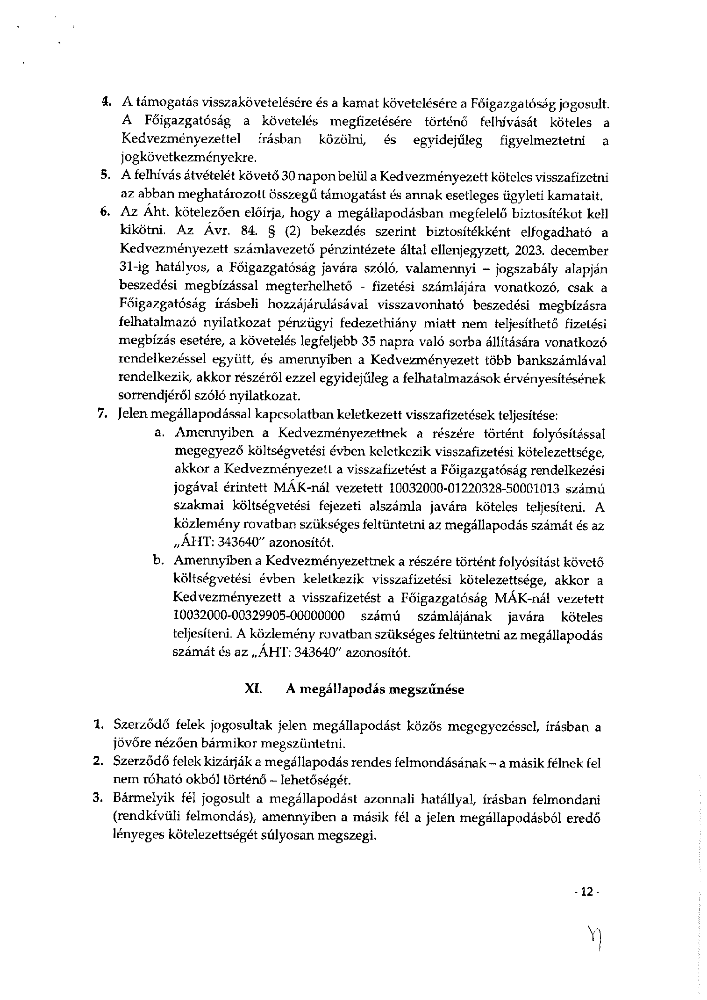 4. A támogatás visszakövetelésére és a kamat követelésére a Főigazgatóság jogosult.
A Főigazgatóság a követelés megfizetésére történő felhívását köteles a
Kedvezményezettel írásban közölni, és egyidejűleg figyelmeztetni a
jogkövetkezményekre.
5. A felhívás átvételét követő 30 napon belül a Kedvezményezett köteles visszafizetni
az abban meghatározott összegű támogatást és annak esetleges ügyleti kamatait.
6. Az Áht. kötelezően előírja, hogy a megállapodásban megfelelő biztosítékot kell
kikötni. Az Ávr. 84. § (2) bekezdés szerint biztosítékként elfogadható a
Kedvezményezett számlavezető pénzintézete által ellenjegyzett, 2023. december
31-ig hatályos, a Főigazgatóság javára szóló, valamennyi – jogszabály alapján
beszedési megbízással megterhelhető - fizetési számlájára vonatkozó, csak a
Főigazgatóság írásbeli hozzájárulásával visszavonható beszedési megbízásra
felhatalmazó nyilatkozat pénzügyi fedezethiány miatt nem teljesíthető fizetési
megbízás esetére, a követelés legfeljebb 35 napra való sorba állítására vonatkozó
rendelkezéssel együtt, és amennyiben a Kedvezményezett több bankszámlával
rendelkezik, akkor részéről ezzel egyidejűleg a felhatalmazások érvényesítésének
sorrendjéről szóló nyilatkozat.
7. Jelen megállapodással kapcsolatban keletkezett visszafizetések teljesítése:
a. Amennyiben a Kedvezményezettnek a részére történt folyósítással
megegyező költségvetési évben keletkezik visszafizetési kötelezettsége,
akkor a Kedvezményezett a visszafizetést a Főigazgatóság rendelkezési
jogával érintett MÁK-nál vezetett 10032000-01220328-50001013 számú
szakmai költségvetési fejezeti alszámla javára köteles teljesíteni. A
közlemény rovatban szükséges feltüntetni az megállapodás számát és az
„ÁHT: 343640" azonosítót.
b. Amennyiben a Kedvezményezettnek a részére történt folyósítást követő
költségvetési évben keletkezik visszafizetési kötelezettsége, akkor a
Kedvezményezett a visszafizetést a Főigazgatóság MÁK-nál vezetett
10032000-00329905-00000000 számú számlájának javára köteles
teljesíteni. A közlemény rovatban szükséges feltüntetni az megállapodás
számát és az „ÁHT: 343640" azonosítót.
XI. A megállapodás megszűnése
1. Szerződő felek jogosultak jelen megállapodást közös megegyezéssel, írásban a
jövőre nézően bármikor megszüntetni.
2. Szerződő felek kizárják a megállapodás rendes felmondásának – a másik félnek fel
nem róható okból történő – lehetőségét.
3. Bármelyik fél jogosult a megállapodást azonnali hatállyal, írásban felmondani
(rendkívüli felmondás), amennyiben a másik fél a jelen megállapodásból eredő
lényeges kötelezettségét súlyosan megszegi.
- 12 -